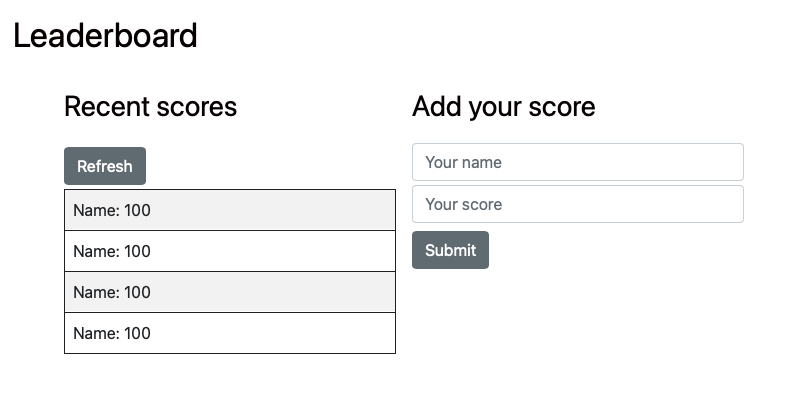 Leaderboard
Recent scores
Refresh
Name: 100
Name: 100
Name: 100
Name: 100
Add your score
Your name
Your score
Submit